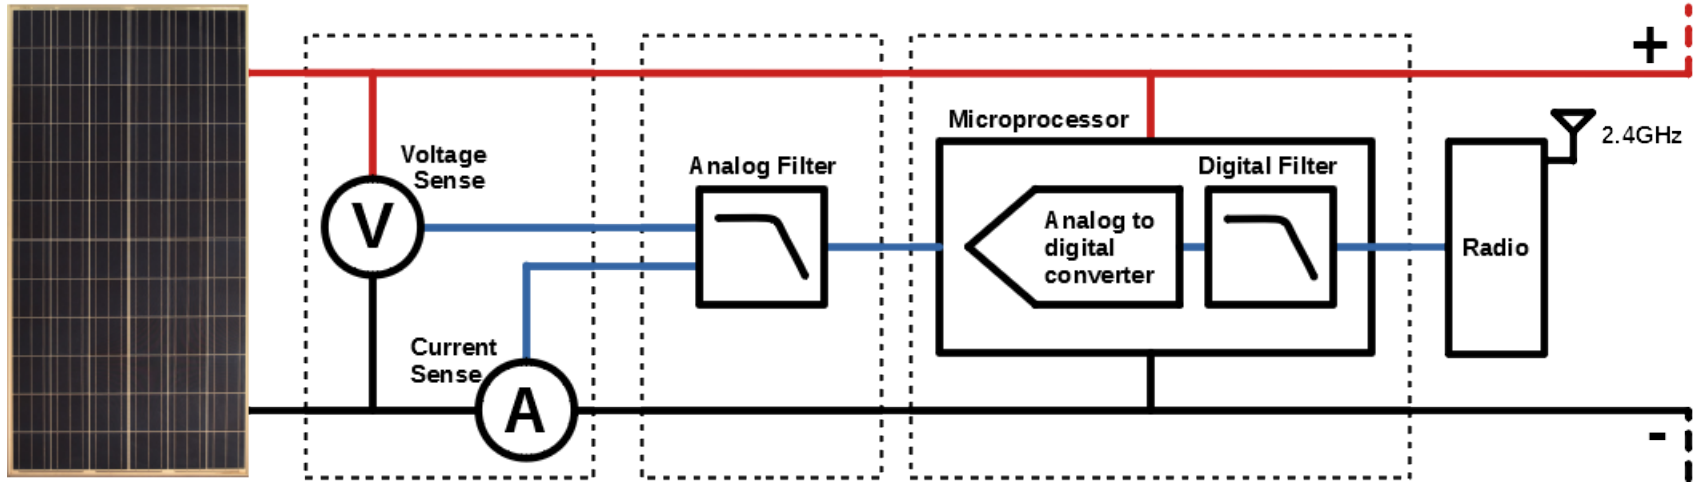 +
Microprocessor
2.4GHz
Voltage
Sense
Analog Filter
Digital Filter
V
Analog to
digital
converter
Radio
Current
Sense
A
-